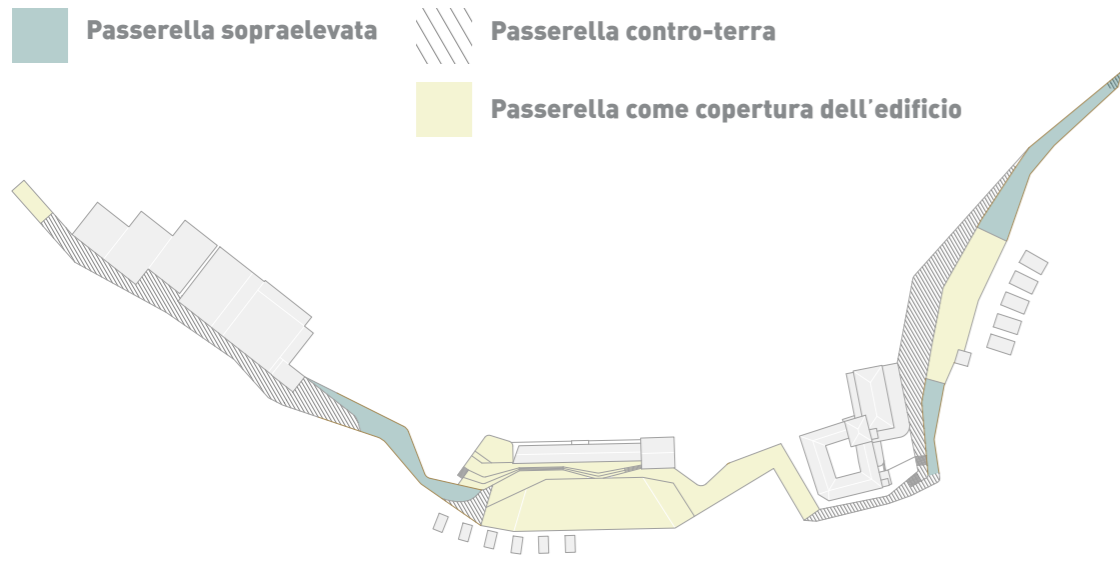 Passerella sopraelevata
Passerella contro-terra
Passerella come copertura dell'edificio